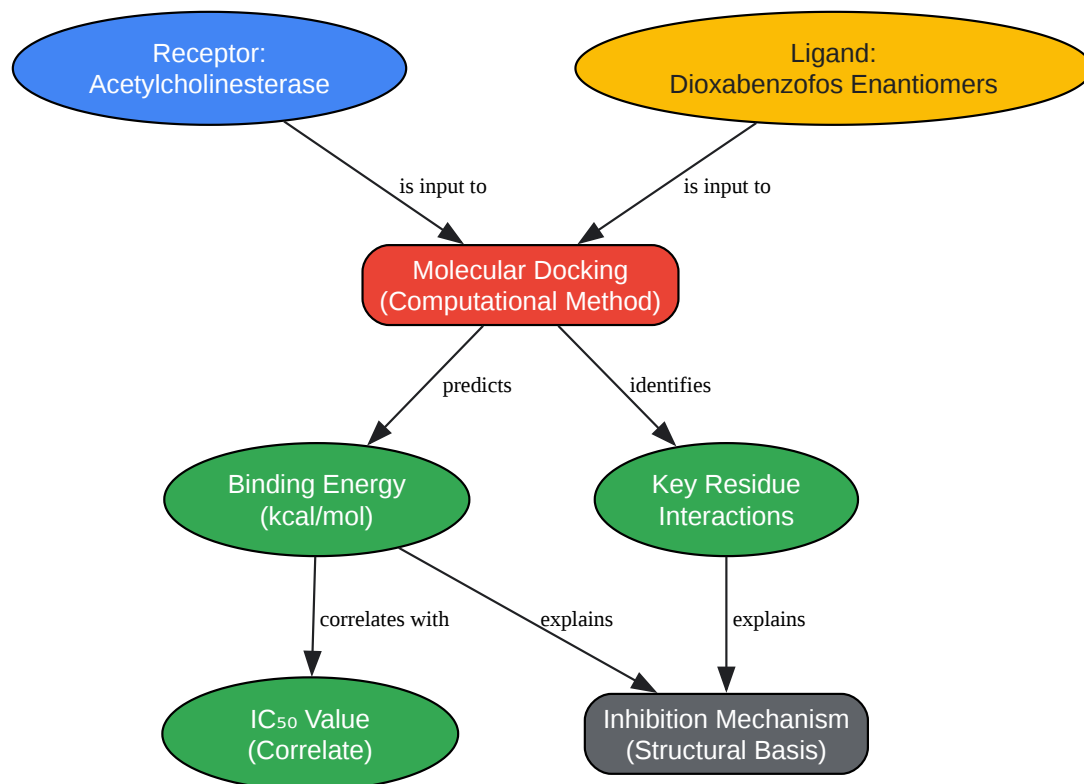 Receptor:
Acetylcholinesterase
Ligand:
Dioxabenzofos Enantiomers
is input to
is input to
Molecular Docking
(Computational Method)
predicts
identifies
Binding Energy
(kcal/mol)
Key Residue
Interactions
correlates with
explains
explains
IC₅₀ Value
(Correlate)
Inhibition Mechanism
(Structural Basis)